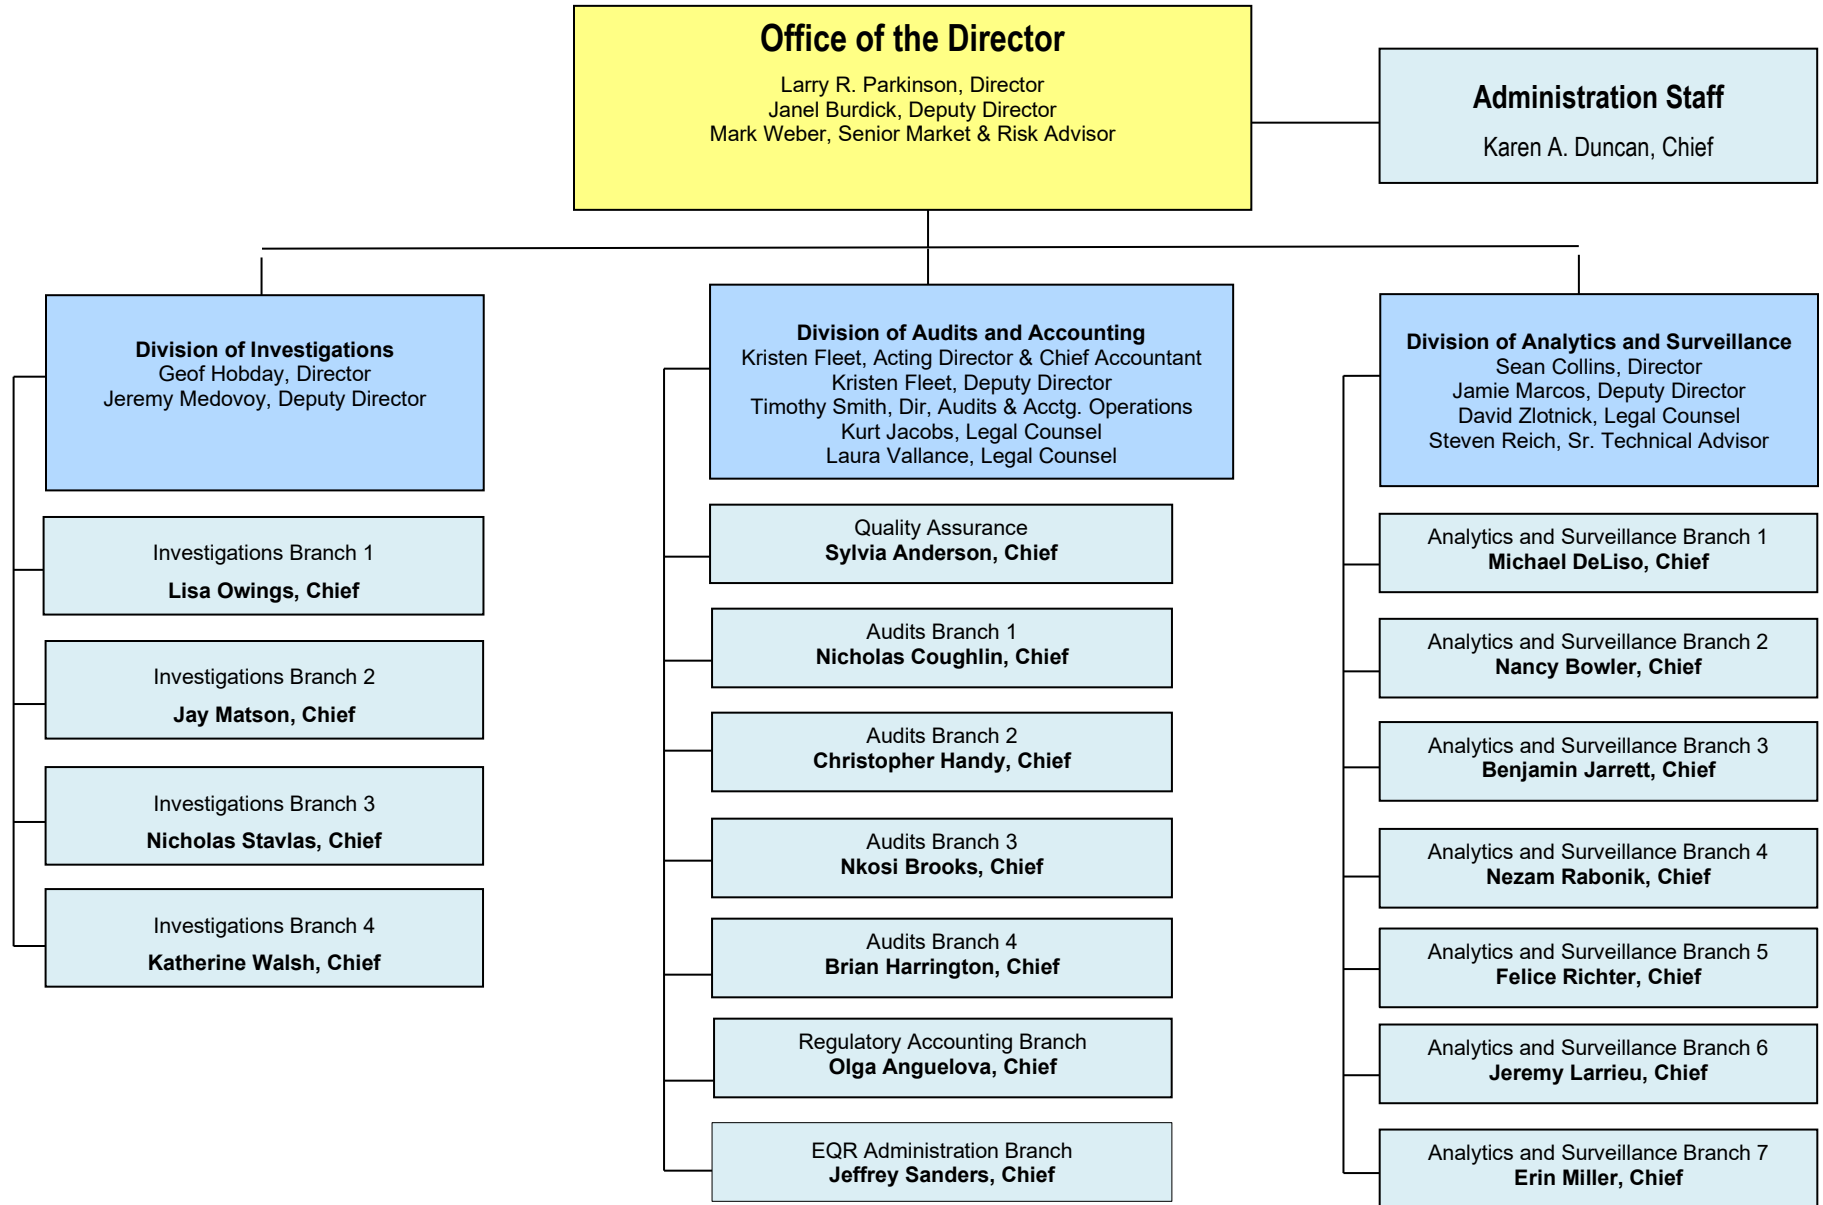 Office of the Director
Larry R. Parkinson, Director
Janel Burdick, Deputy Director
Mark Weber, Senior Market & Risk Advisor
Administration Staff
Karen A. Duncan, Chief
Division of Investigations
Geof Hobday, Director
Jeremy Medovoy, Deputy Director
Investigations Branch 1
Lisa Owings, Chief
Investigations Branch 2
Jay Matson, Chief
Investigations Branch 3
Nicholas Stavlas, Chief
Investigations Branch 4
Katherine Walsh, Chief
Division of Audits and Accounting
Kristen Fleet, Acting Director & Chief Accountant
Kristen Fleet, Deputy Director
Timothy Smith, Dir, Audits & Acctg. Operations
Kurt Jacobs, Legal Counsel
Laura Vallance, Legal Counsel
Quality Assurance
Sylvia Anderson, Chief
Audits Branch 1
Nicholas Coughlin, Chief
Audits Branch 2
Christopher Handy, Chief
Audits Branch 3
Nkosi Brooks, Chief
Audits Branch 4
Brian Harrington, Chief
Regulatory Accounting Branch
Olga Anguelova, Chief
EQR Administration Branch
Jeffrey Sanders, Chief
Division of Analytics and Surveillance
Sean Collins, Director
Jamie Marcos, Deputy Director
David Zlotnick, Legal Counsel
Steven Reich, Sr. Technical Advisor
Analytics and Surveillance Branch 1
Michael DeLiso, Chief
Analytics and Surveillance Branch 2
Nancy Bowler, Chief
Analytics and Surveillance Branch 3
Benjamin Jarrett, Chief
Analytics and Surveillance Branch 4
Nezam Rabonik, Chief
Analytics and Surveillance Branch 5
Felice Richter, Chief
Analytics and Surveillance Branch 6
Jeremy Larrieu, Chief
Analytics and Surveillance Branch 7
Erin Miller, Chief